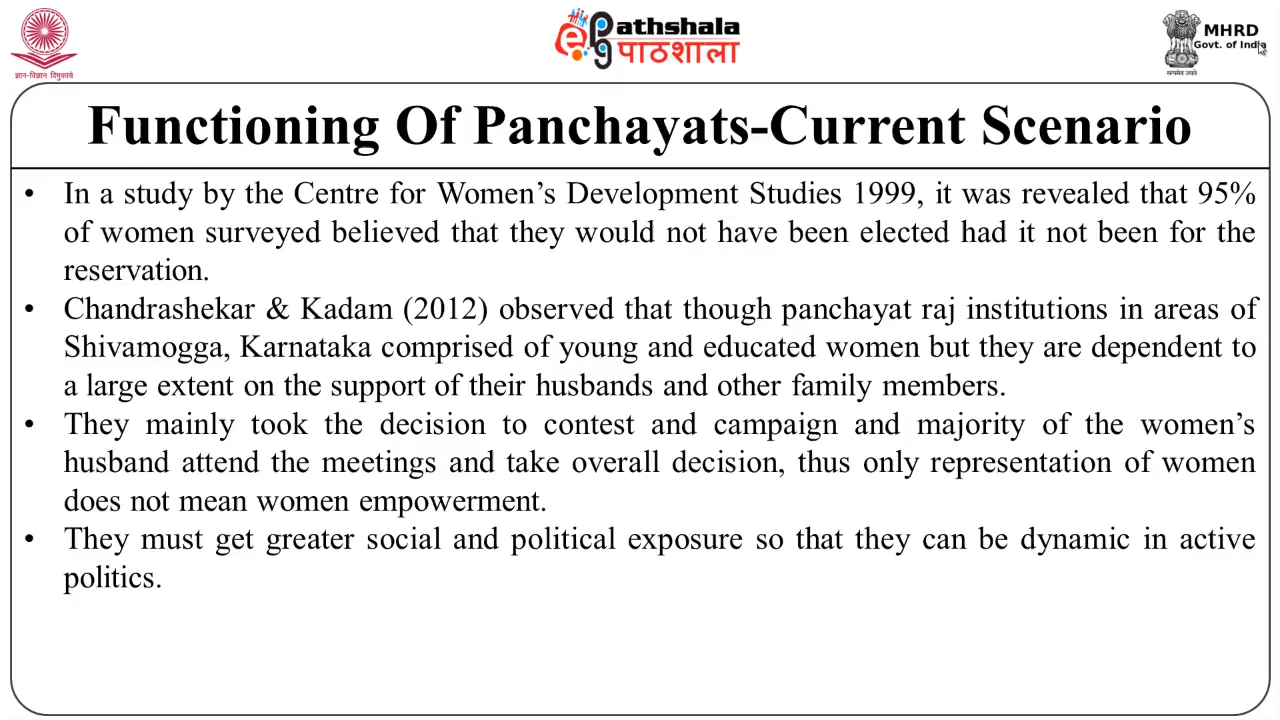 ज्ञान-विज्ञान विमुक्तये
ePathshala
पाठशाला
MHRD
Govt. of India
सत्यमेव जयते
Functioning Of Panchayats-Current Scenario
• In a study by the Centre for Women’s Development Studies 1999, it was revealed that 95%
of women surveyed believed that they would not have been elected had it not been for the
reservation.
• Chandrashekar & Kadam (2012) observed that though panchayat raj institutions in areas of
Shivamogga, Karnataka comprised of young and educated women but they are dependent to
a large extent on the support of their husbands and other family members.
• They mainly took the decision to contest and campaign and majority of the women’s
husband attend the meetings and take overall decision, thus only representation of women
does not mean women empowerment.
• They must get greater social and political exposure so that they can be dynamic in active
politics.